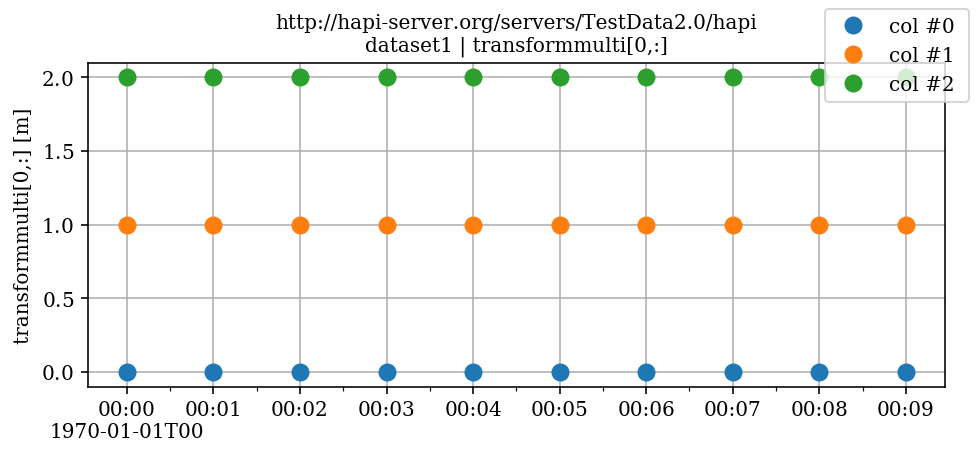 http://hapi-server.org/servers/TestData2.0/hapi
dataset1 | transformmulti[0,:]
col #0
col #1
col #2
transformmulti[0,:] [m]
2.0
1.5
1.0
0.5
0.0
00:00 00:01 00:02 00:03 00:04 00:05 00:06 00:07 00:08 00:09
1970-01-01T00